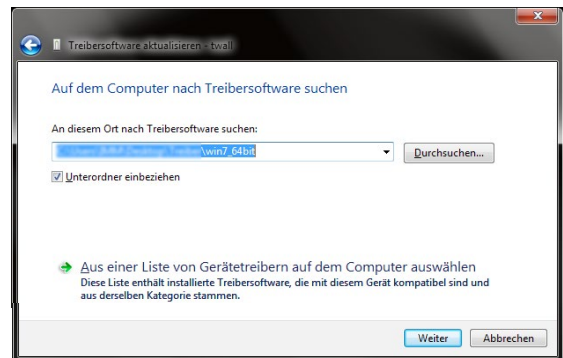 Treibersoftware aktualisieren - twall
Auf dem Computer nach Treibersoftware suchen
An diesem Ort nach Treibersoftware suchen:
\win7_64bit
Durchsuchen...
Unterordner einbeziehen
Aus einer Liste von Gerätetreibern auf dem Computer auswählen
Diese Liste enthält installierte Treibersoftware, die mit diesem Gerät kompatibel sind und
aus derselben Kategorie stammen.
Weiter
Abbrechen